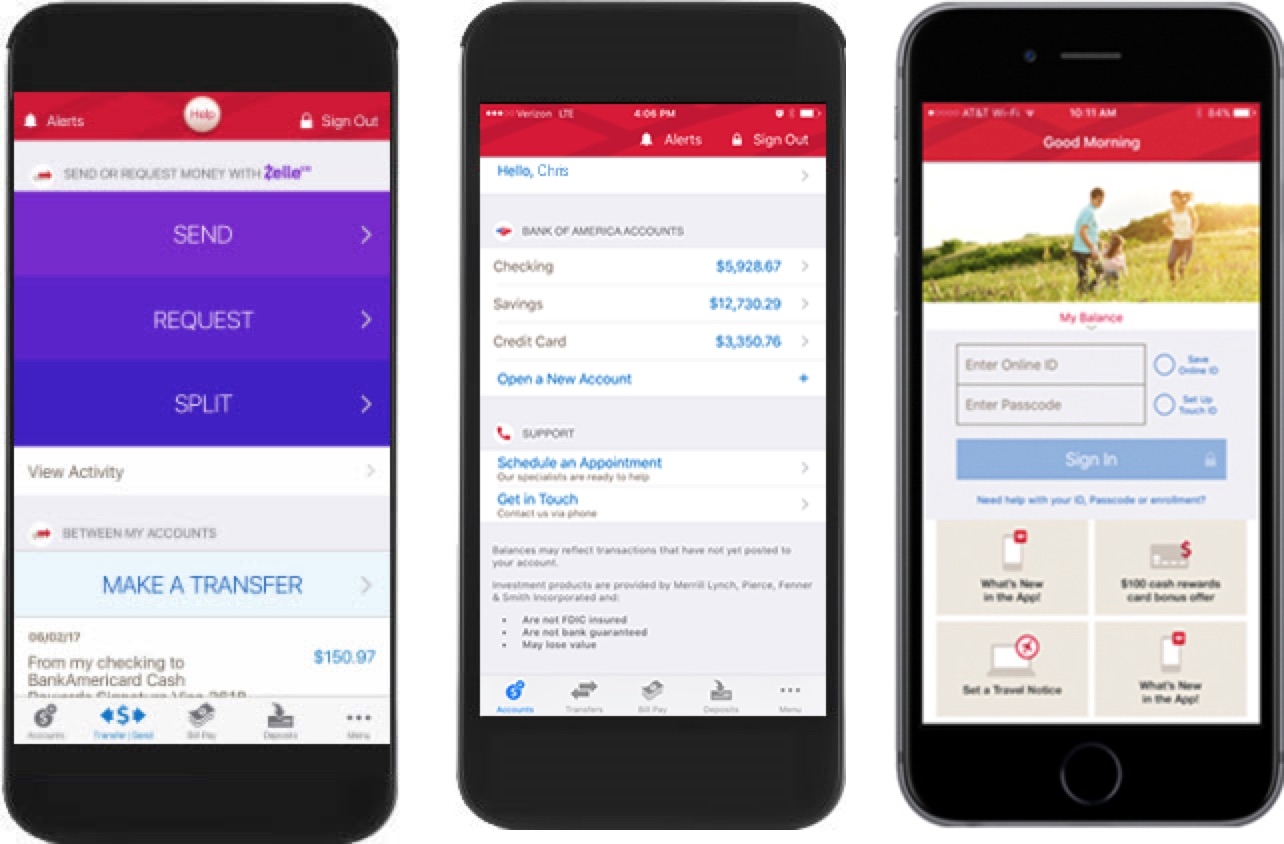 Alerts
Help
Sign Out
SEND OR REQUEST MONEY WITH Zelle
SEND
REQUEST
SPLIT
View Activity
BETWEEN MY ACCOUNTS
MAKE A TRANSFER
06/02/17
From my checking to
BankAmericard Cash
$150.97
Accounts
Transfer | Send
Bill Pay
Deposits
Menu
Verizon LTE
4:06 PM
Alerts
Sign Out
Hello, Chris
BANK OF AMERICA ACCOUNTS
Checking $5,928.67
Savings $12,730.29
Credit Card $3,350.76
Open a New Account +
SUPPORT
Schedule an Appointment
Our specialists are ready to help
Get in Touch
Contact us via phone
Balances may reflect transactions that have not yet posted to
your account.
Investment products are provided by Merrill Lynch, Pierce, Fenner
& Smith Incorporated and:
• Are not FDIC insured
• Are not bank guaranteed
• May lose value
Accounts
Transfers
Bill Pay
Deposits
Menu
AT&T Wi-Fi
10:11 AM
84%
Good Morning
My Balance
Enter Online ID
Save
Online ID
Enter Passcode
Set Up
Touch ID
Sign In
Need help with your ID, Passcode or enrollment?
What's New
in the App!
$100 cash rewards
card bonus offer
Set a Travel Notice
What's New
in the App!